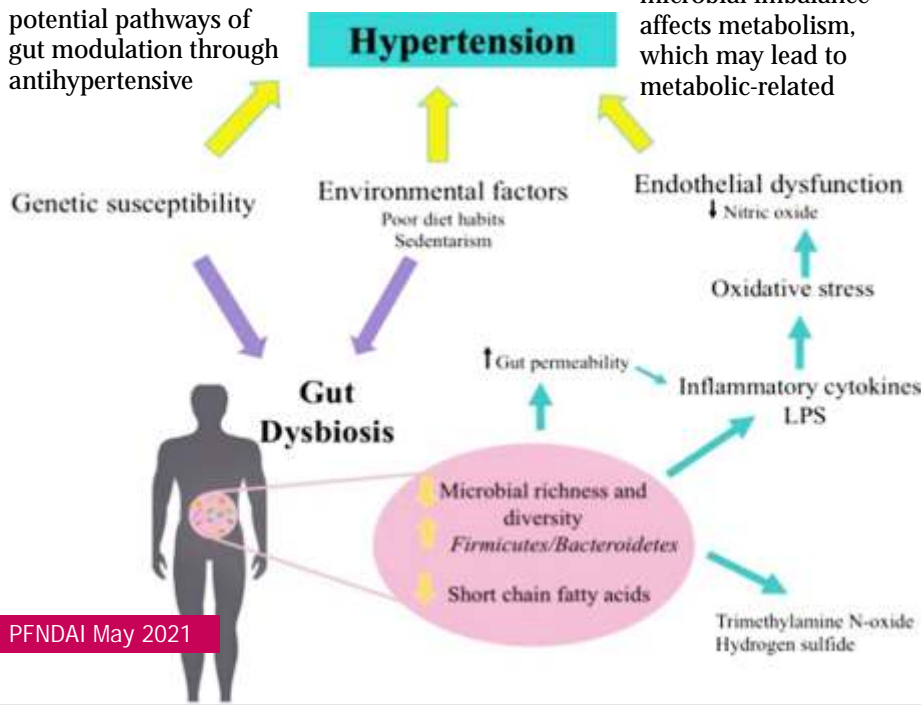 potential pathways of
gut modulation through
antihypertensive
affects metabolism,
which may lead to
metabolic-related
Hypertension
Genetic susceptibility
Environmental factors
Poor diet habits
Sedentarism
Endothelial dysfunction
↓ Nitric oxide
Oxidative stress
↑ Gut permeability
Inflammatory cytokines
LPS
Gut
Dysbiosis
Microbial richness and
diversity
Firmicutes/Bacteroidetes
Short chain fatty acids
Trimethylamine N-oxide
Hydrogen sulfide
PFNDAI May 2021